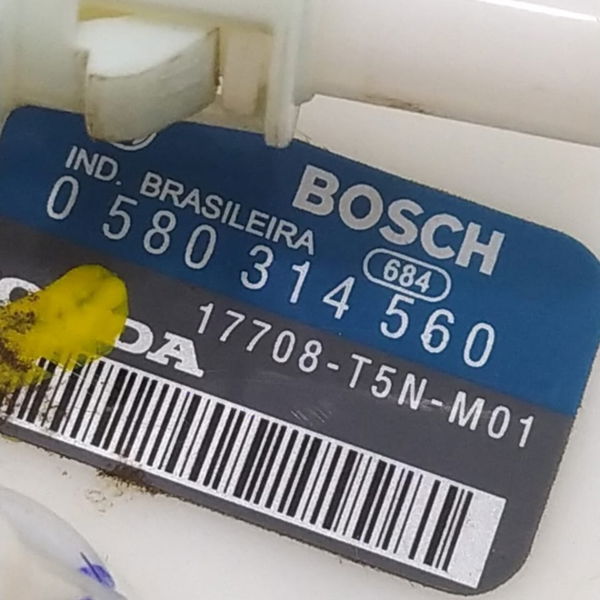 BOSCH
IND. BRASILEIRA
684
0 580 314 560
17708-T5N-M01